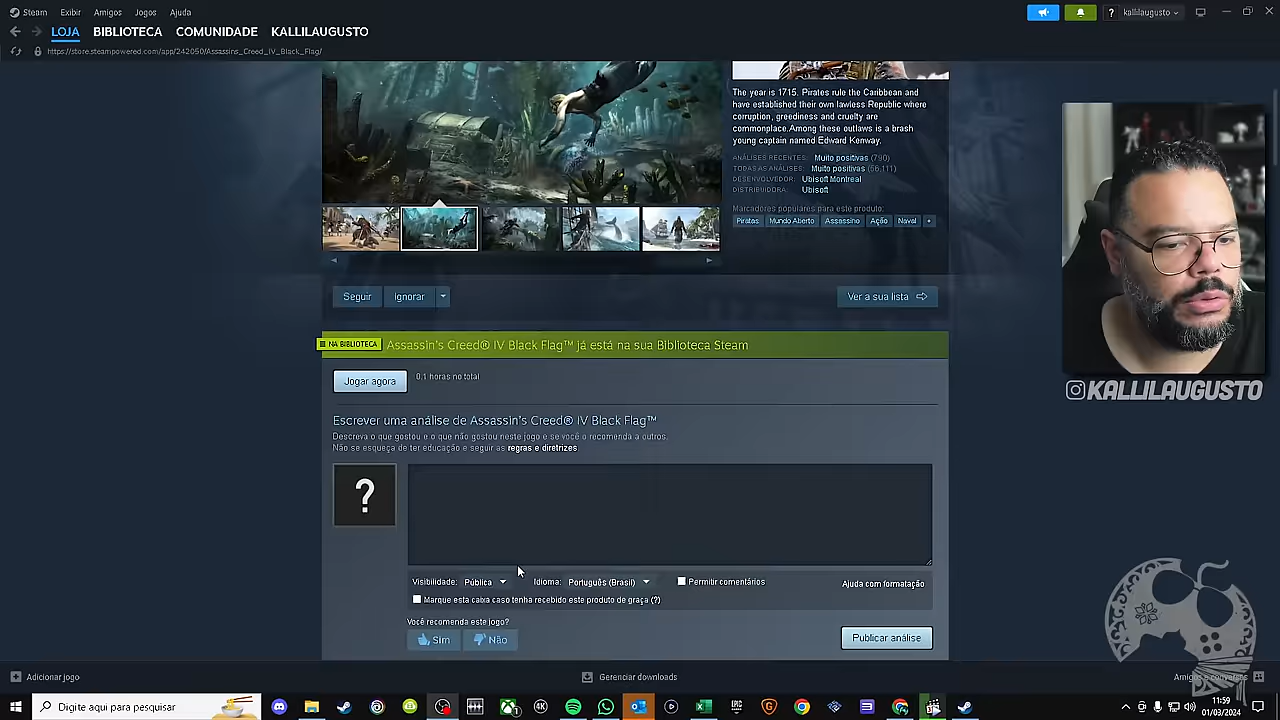 Steam Exibir Amigos Jogos Ajuda
kallilaugusto
LOJA BIBLIOTECA COMUNIDADE KALLILAUGUSTO
https://store.steampowered.com/app/242050/Assassins_Creed_IV_Black_Flag/
The year is 1715. Pirates rule the Caribbean and
have established their own lawless Republic where
corruption, greediness and cruelty are
commonplace.Among these outlaws is a brash
young captain named Edward Kenway.
ANÁLISES RECENTES: Muito positivas (790)
TODAS AS ANÁLISES: Muito positivas (56,111)
DESENVOLVEDOR: Ubisoft Montreal
DISTRIBUIDORA: Ubisoft
Marcadores populares para este produto:
Piratas Mundo Aberto Assassino Ação Naval +
Seguir Ignorar Ver a sua lista
NA BIBLIOTECA Assassin's Creed® IV Black Flag™ já está na sua Biblioteca Steam
Jogar agora 0.1 horas no total
KALLILAUGUSTO
Escrever uma análise de Assassin's Creed® IV Black Flag™
Descreva o que gostou e o que não gostou neste jogo e se você o recomenda a outros.
Não se esqueça de ter educação e seguir as regras e diretrizes.
?
Visibilidade: Pública Idioma: Português (Brasil) Permitir comentários Ajuda com formatação
Marque esta caixa caso tenha recebido este produto de graça (?)
Você recomenda este jogo?
Sim Não Publicar análise
Adicionar jogo Gerenciar downloads Amigos e conversas
Digite aqui para pesquisar
11:59
01/03/2024